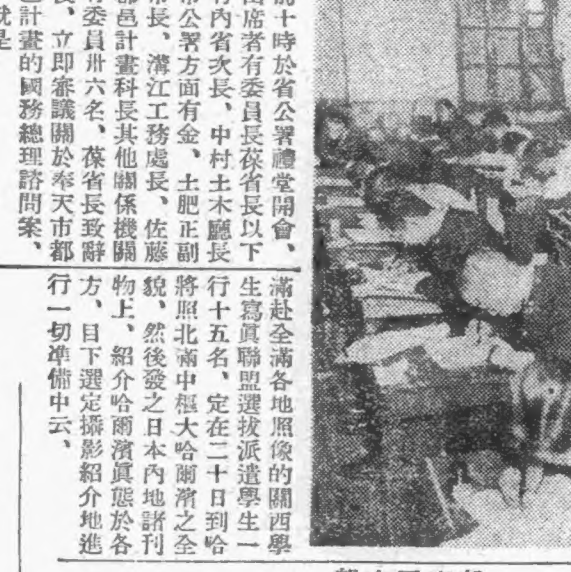 前十時於省公署禮堂開會、
出席者有委員長葆省長以下
有內省次長、中村土木廳長
市公署方面有金、土肥正副
市長、溝江工務處長、佐藤
都邑計畫科長其他關係機關
有委員卅六名、葆省長致辭
後、立即審議關於奉天市都
邑計畫的國務總理諮問案、
就是
滿赴全滿各地照像的關西學
生寫眞聯盟選拔派遣學生一
行十五名、定在二十日到哈
將照北滿中樞大哈爾濱之全
貌、然後發之日本內地諸刊
物上、紹介哈爾濱眞態於各
方、目下選定攝影紹介地進
行一切準備中云、